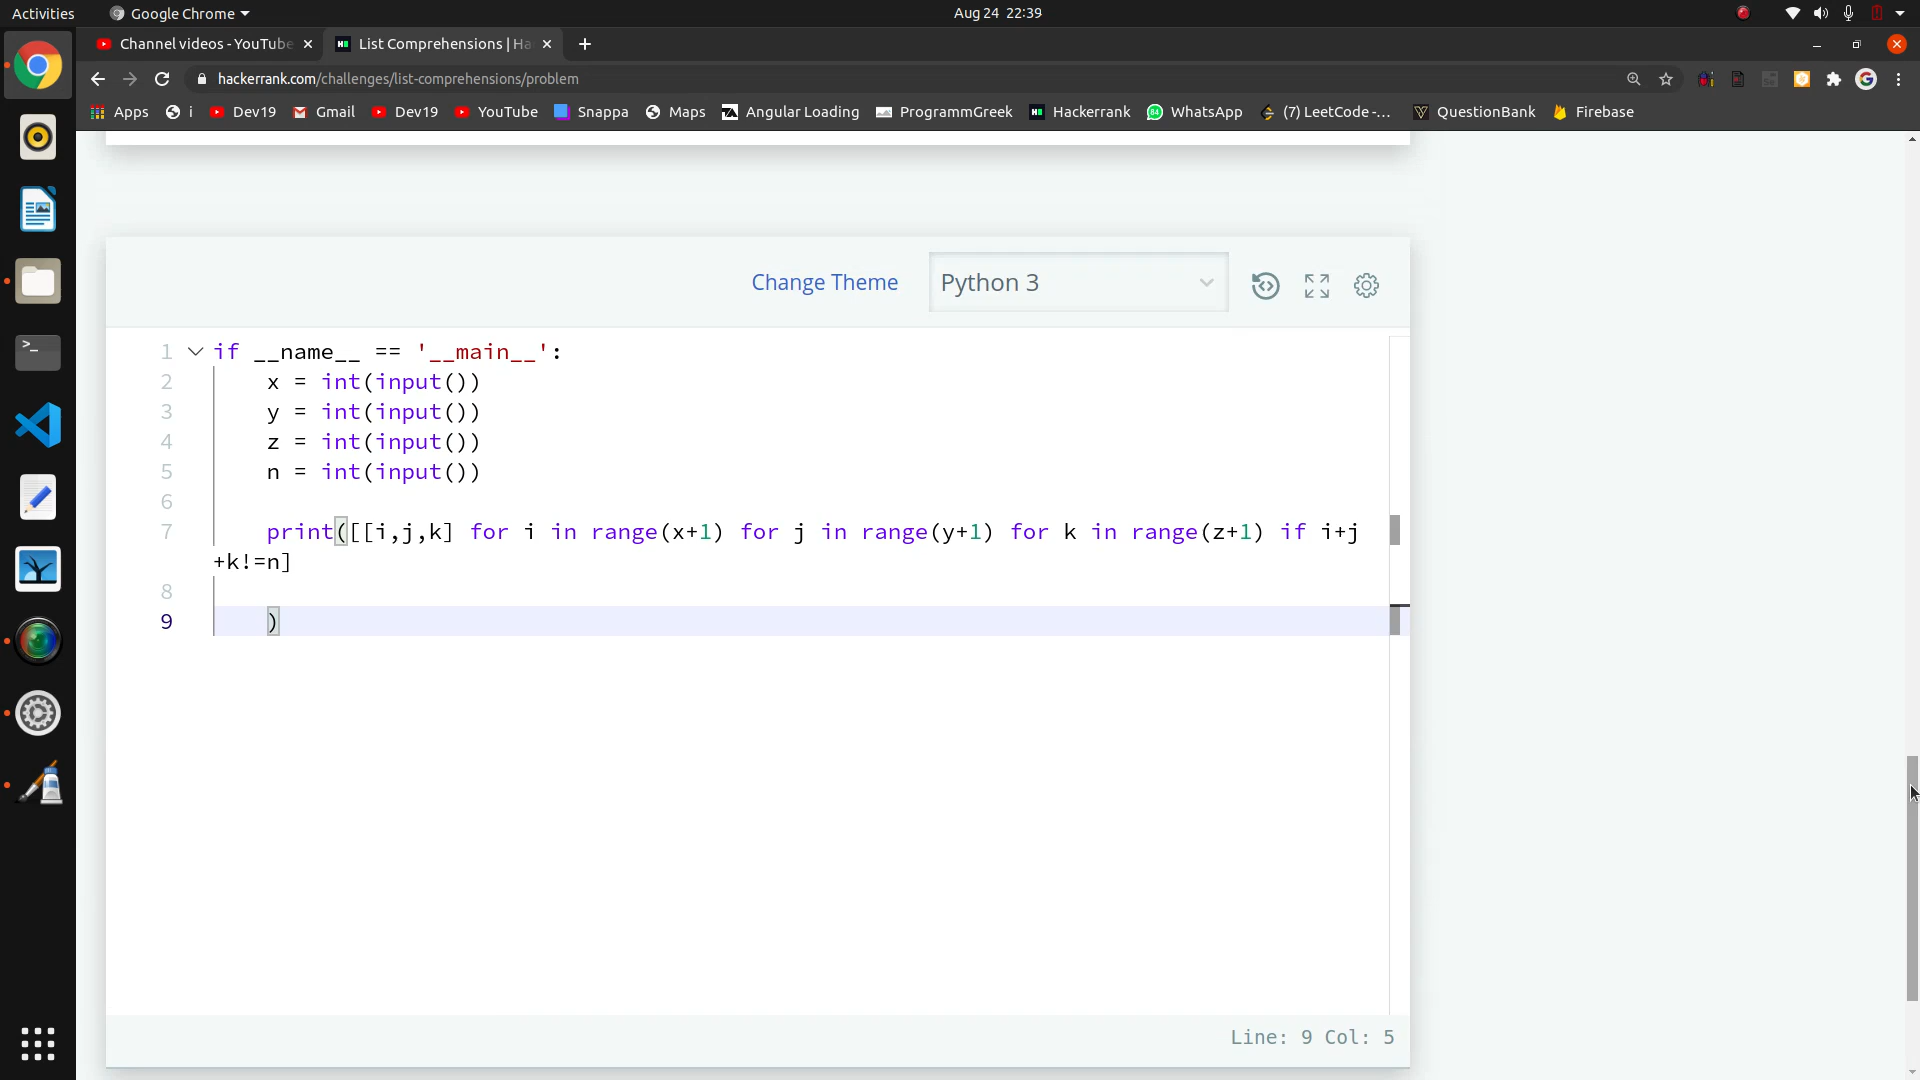 Activities
Google Chrome
Aug 24 22:39
Channel videos - YouTube
List Comprehensions | Ha
hackerrank.com/challenges/list-comprehensions/problem
Apps
i
Dev19
Gmail
Dev19
YouTube
Snappa
Maps
Angular Loading
ProgrammGreek
Hackerrank
WhatsApp
(7) LeetCode -...
QuestionBank
Firebase
Change Theme
Python 3
1 if __name__ == '__main__':
2 x = int(input())
3 y = int(input())
4 z = int(input())
5 n = int(input())
6
7 print([[i,j,k] for i in range(x+1) for j in range(y+1) for k in range(z+1) if i+j
+k!=n]
8
9 )
Line: 9 Col: 5